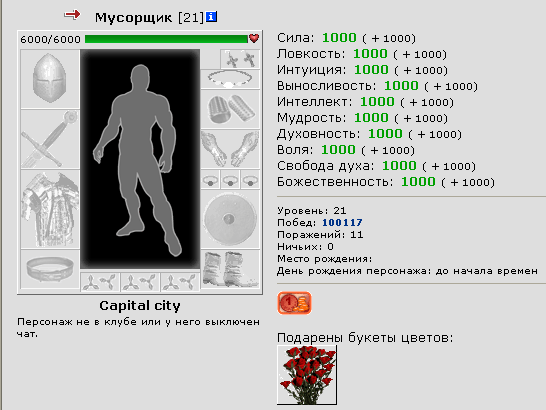 Мусорщик [21] i
6000/6000
Сила: 1000 ( + 1000)
Ловкость: 1000 ( + 1000)
Интуиция: 1000 ( + 1000)
Выносливость: 1000 ( + 1000)
Интеллект: 1000 ( + 1000)
Мудрость: 1000 ( + 1000)
Духовность: 1000 ( + 1000)
Воля: 1000 ( + 1000)
Свобода духа: 1000 ( + 1000)
Божественность: 1000 ( + 1000)
Уровень: 21
Побед: 100117
Поражений: 11
Ничьих: 0
Место рождения:
День рождения персонажа: до начала времен
1
Capital city
Персонаж не в клубе или у него выключен
чат.
Подарены букеты цветов: